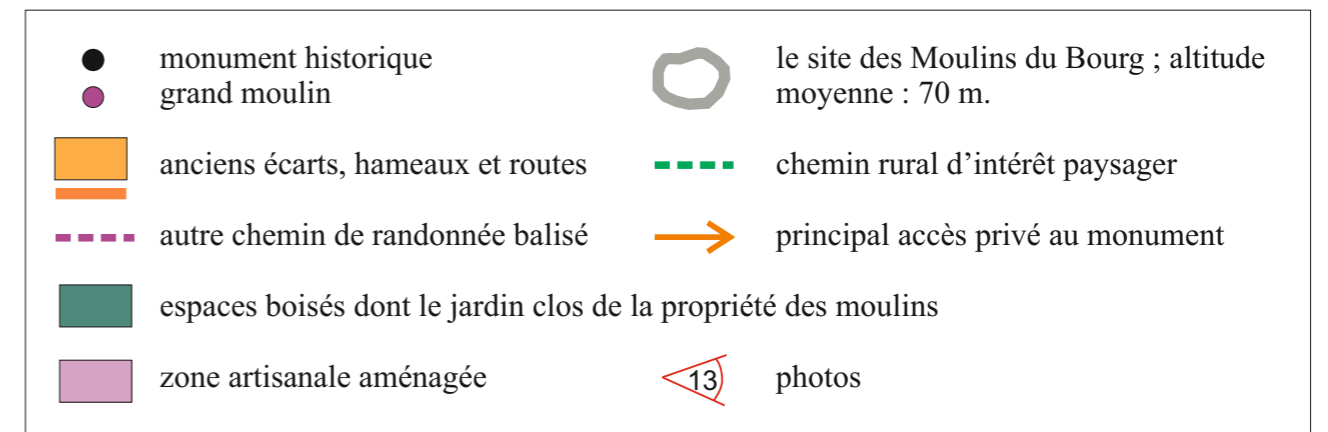 monument historique
grand moulin
le site des Moulins du Bourg ; altitude
moyenne : 70 m.
anciens écarts, hameaux et routes
chemin rural d’intérêt paysager
autre chemin de randonnée balisé
principal accès privé au monument
espaces boisés dont le jardin clos de la propriété des moulins
zone artisanale aménagée
13
photos